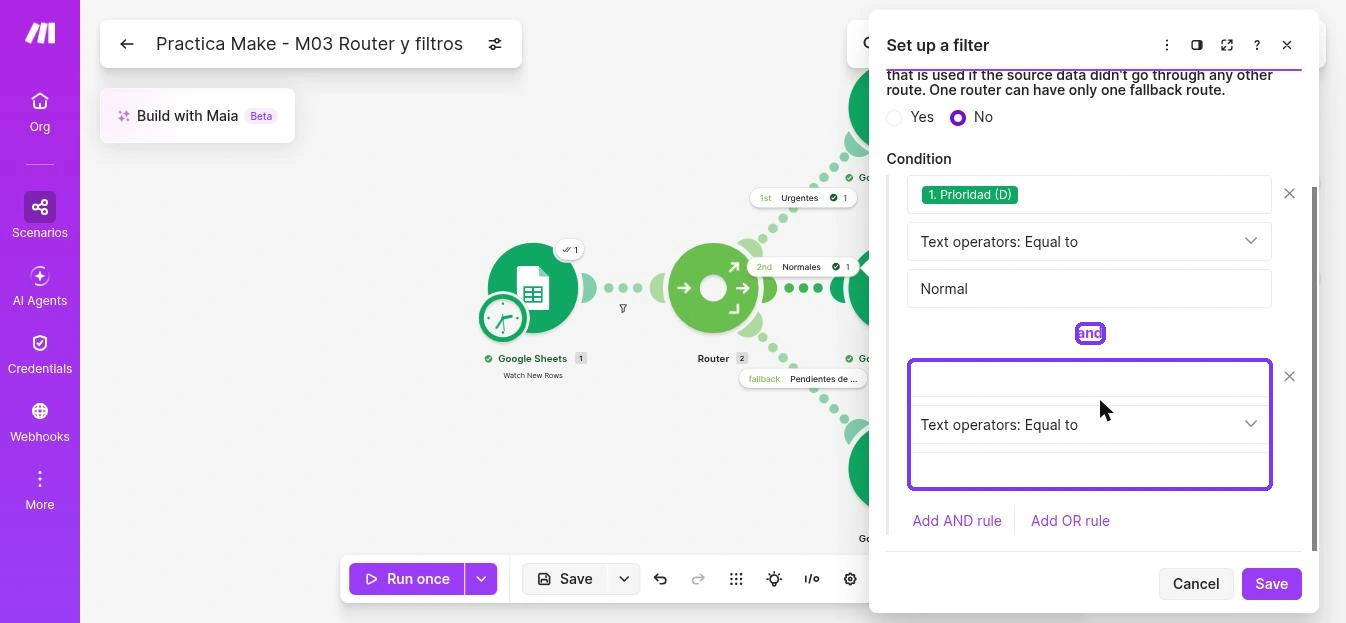 Practica Make - M03 Router y filtros
Build with Maia Beta
Org
Scenarios
AI Agents
Credentials
Webhooks
More
1
Google Sheets 1
Watch New Rows
Router 2
1st Urgentes 1
2nd Normales 1
fallback Pendientes de ...
Go
Go
Go
Run once
Save
Set up a filter
?
that is used if the source data didn't go through any other
route. One router can have only one fallback route.
Yes No
Condition
1. Prioridad (D)
Text operators: Equal to
Normal
and
Text operators: Equal to
Add AND rule Add OR rule
Cancel Save